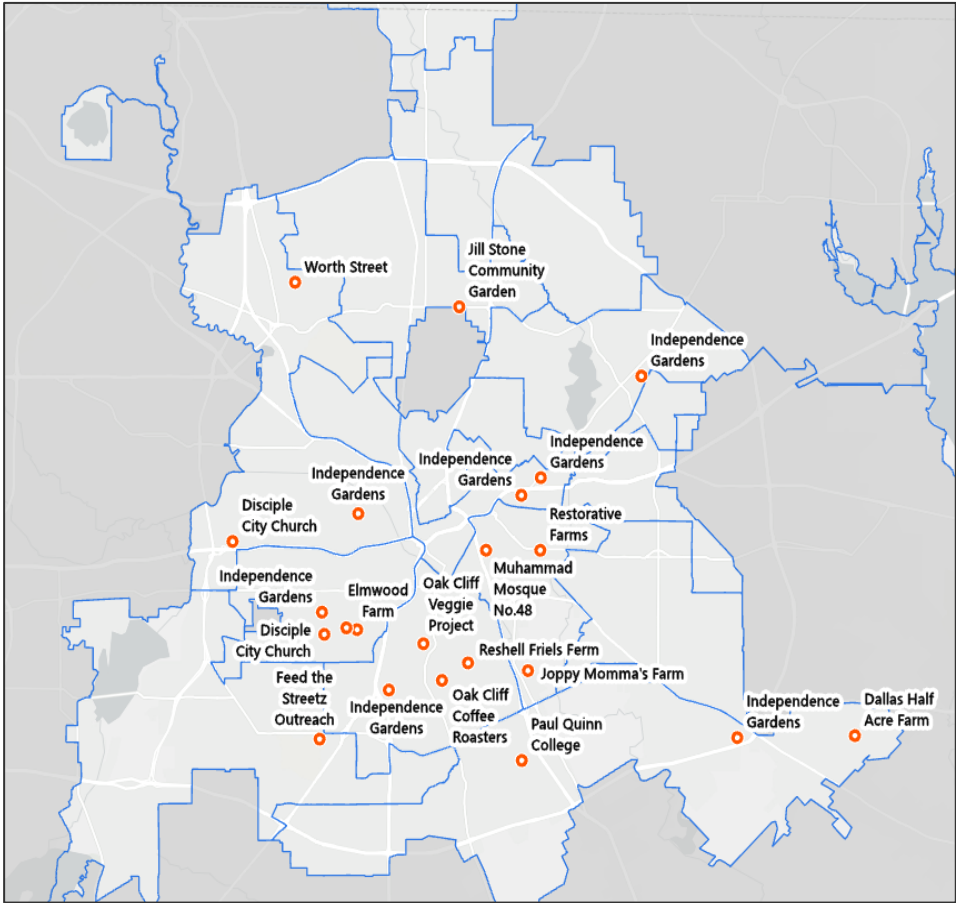 Worth Street
Jill Stone
Community
Garden
Independence
Gardens
Independence
Gardens
Independence
Gardens
Independence
Gardens
Disciple
City Church
Restorative
Farms
Muhammad
Mosque
No.48
Independence
Gardens
Elmwood
Farm
Oak Cliff
Veggie
Project
Disciple
City Church
Reshell Friels Ferm
Joppy Momma's Farm
Feed the
Streetz
Outreach
Independence
Gardens
Oak Cliff
Coffee
Roasters
Paul Quinn
College
Independence
Gardens
Dallas Half
Acre Farm